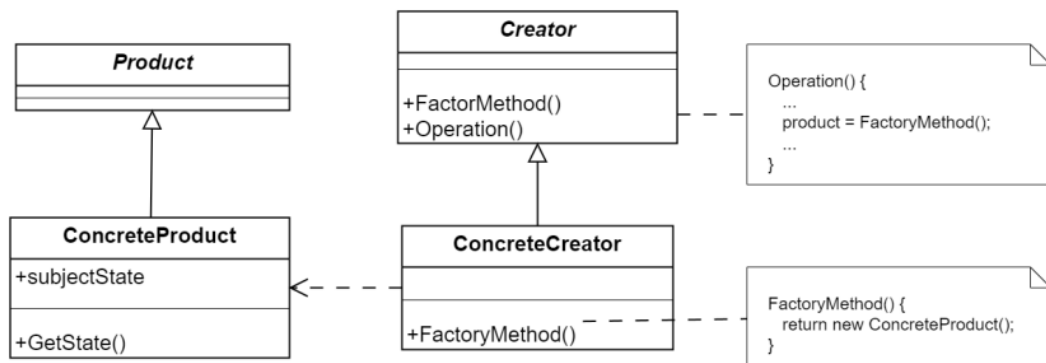 Product
Creator
+FactorMethod()
+Operation()
Operation() {
...
product = FactoryMethod();
...
}
ConcreteProduct
+subjectState
+GetState()
ConcreteCreator
+FactoryMethod()
FactoryMethod() {
return new ConcreteProduct();
}